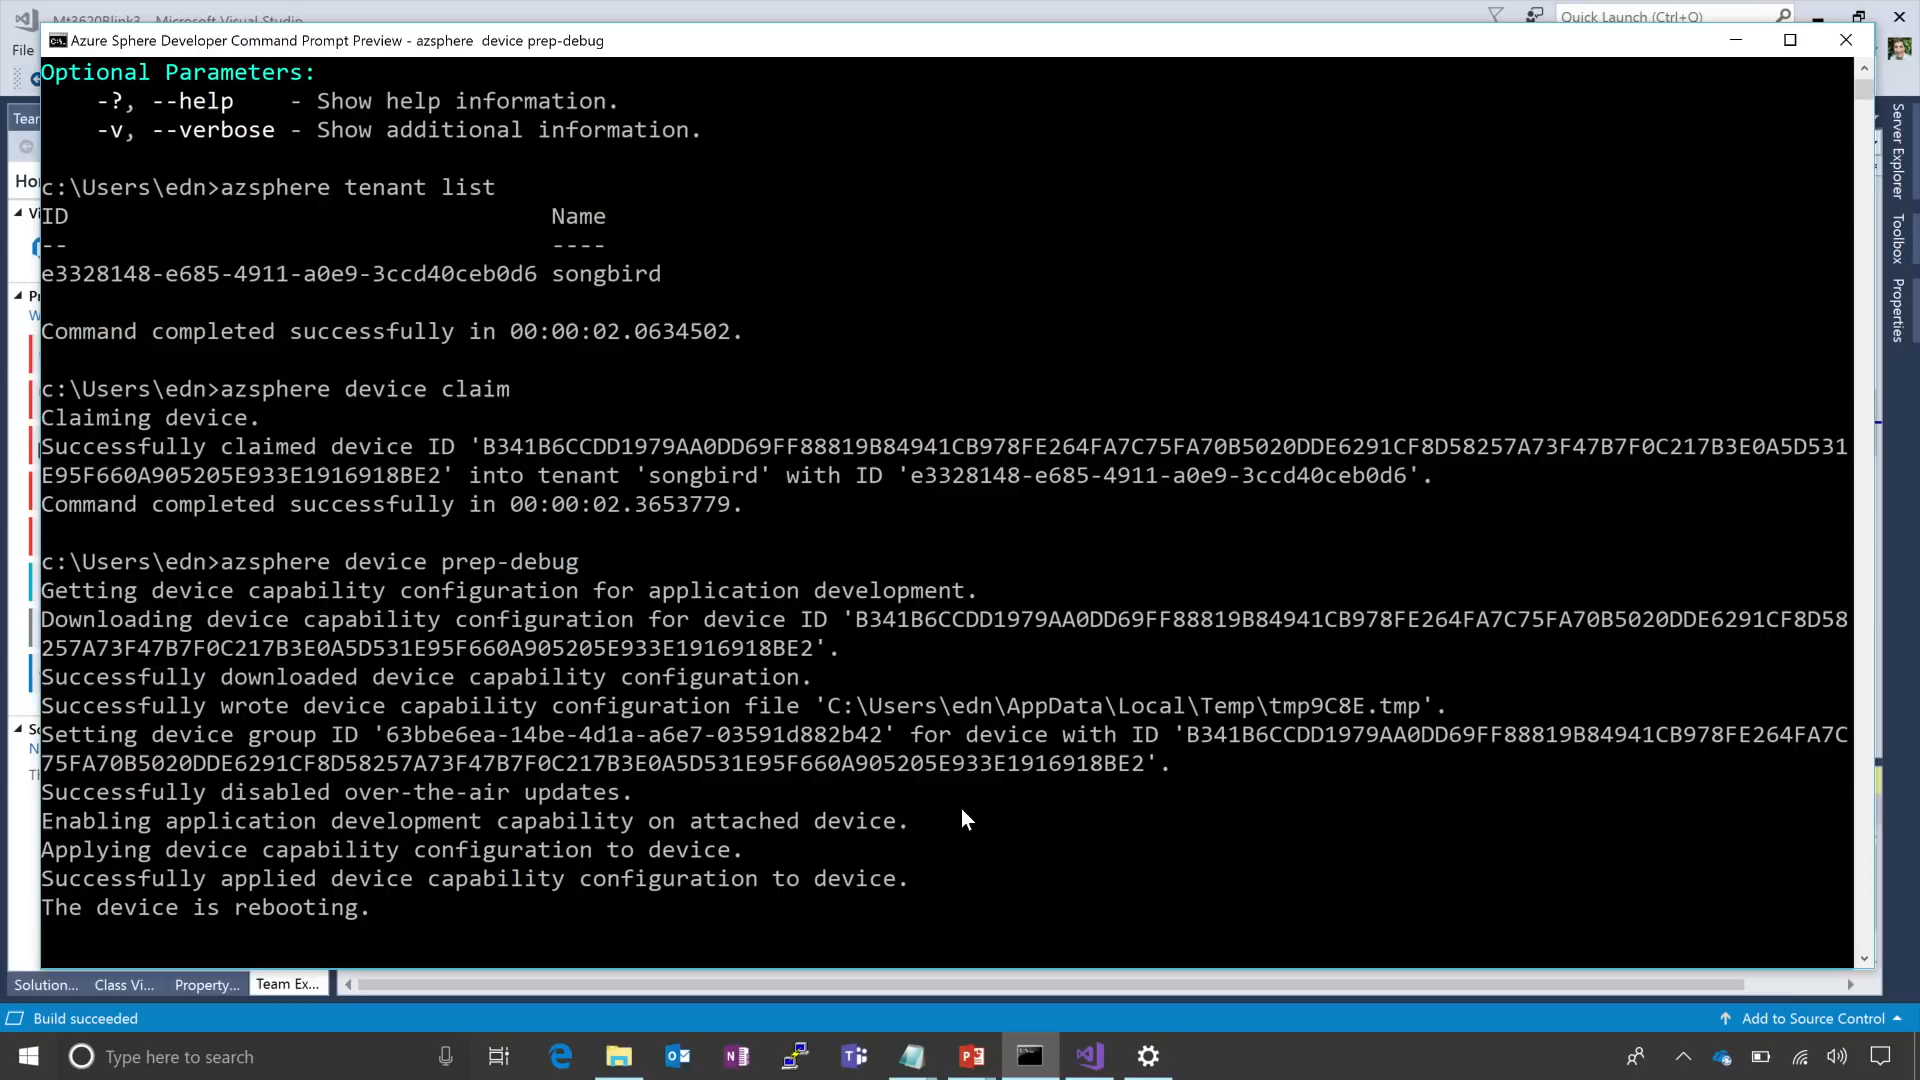 Mt3620Blink3 - Microsoft Visual Studio
Quick Launch (Ctrl+Q)
File
Azure Sphere Developer Command Prompt Preview - azsphere  device prep-debug
Optional Parameters:
-?, --help    - Show help information.
-v, --verbose - Show additional information.
c:\Users\edn>azsphere tenant list
ID Name
-- ----
e3328148-e685-4911-a0e9-3ccd40ceb0d6 songbird
Command completed successfully in 00:00:02.0634502.
c:\Users\edn>azsphere device claim
Claiming device.
Successfully claimed device ID 'B341B6CCDD1979AA0DD69FF88819B84941CB978FE264FA7C75FA70B5020DDE6291CF8D58257A73F47B7F0C217B3E0A5D531
E95F660A905205E933E1916918BE2' into tenant 'songbird' with ID 'e3328148-e685-4911-a0e9-3ccd40ceb0d6'.
Command completed successfully in 00:00:02.3653779.
c:\Users\edn>azsphere device prep-debug
Getting device capability configuration for application development.
Downloading device capability configuration for device ID 'B341B6CCDD1979AA0DD69FF88819B84941CB978FE264FA7C75FA70B5020DDE6291CF8D58
257A73F47B7F0C217B3E0A5D531E95F660A905205E933E1916918BE2'.
Successfully downloaded device capability configuration.
Successfully wrote device capability configuration file 'C:\Users\edn\AppData\Local\Temp\tmp9C8E.tmp'.
Setting device group ID '63bbe6ea-14be-4d1a-a6e7-03591d882b42' for device with ID 'B341B6CCDD1979AA0DD69FF88819B84941CB978FE264FA7C
75FA70B5020DDE6291CF8D58257A73F47B7F0C217B3E0A5D531E95F660A905205E933E1916918BE2'.
Successfully disabled over-the-air updates.
Enabling application development capability on attached device.
Applying device capability configuration to device.
Successfully applied device capability configuration to device.
The device is rebooting.
Server Explorer
Toolbox
Properties
Solution...
Class Vi...
Property...
Team Ex...
Build succeeded
Add to Source Control
Type here to search